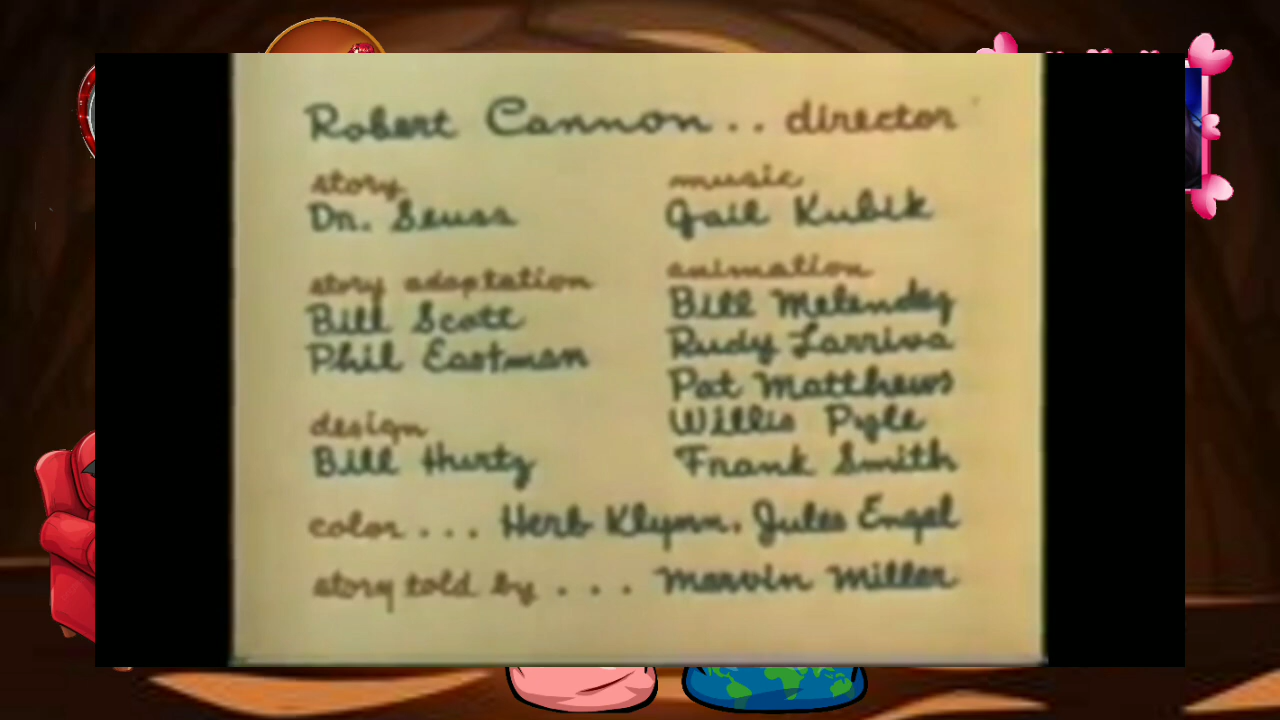 Robert Cannon .. director
story
Dr. Seuss
story adaptation
Bill Scott
Phil Eastman
design
Bill Hurtz
music
Gail Kubik
animation
Bill Melendez
Rudy Larriva
Pat Matthews
Willis Pyle
Frank Smith
color ... Herb Klynn, Jules Engel
story told by ... Marvin Miller